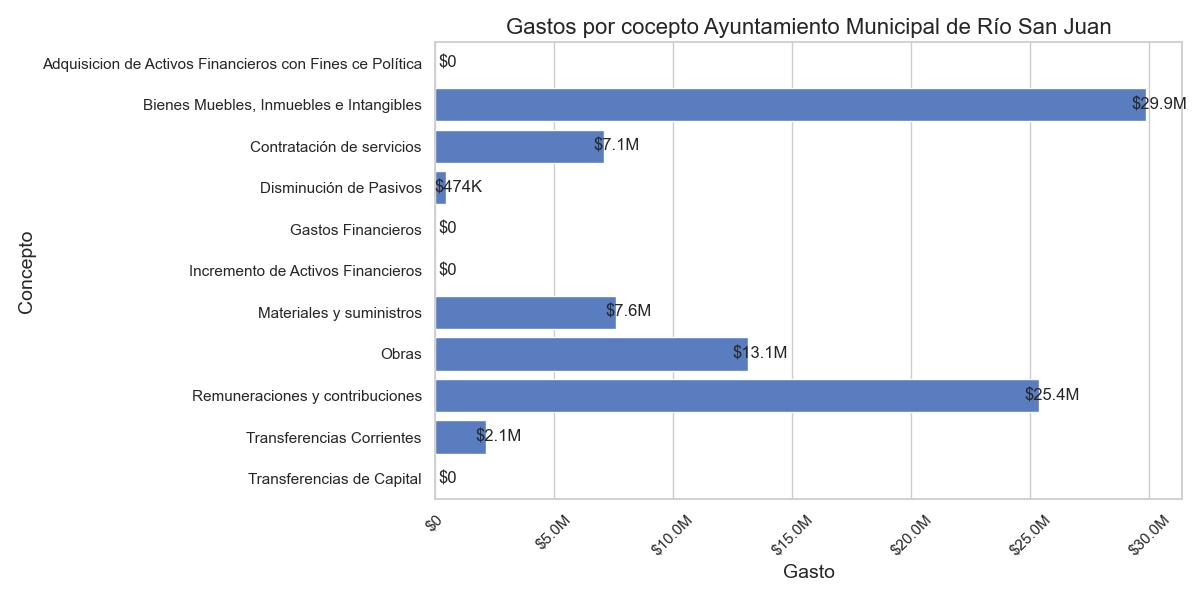 Gastos por cocepto Ayuntamiento Municipal de Río San Juan
Concepto
Adquisicion de Activos Financieros con Fines ce Política $0
Bienes Muebles, Inmuebles e Intangibles $29.9M
Contratación de servicios $7.1M
Disminución de Pasivos $474K
Gastos Financieros $0
Incremento de Activos Financieros $0
Materiales y suministros $7.6M
Obras $13.1M
Remuneraciones y contribuciones $25.4M
Transferencias Corrientes $2.1M
Transferencias de Capital $0
$0 $5.0M $10.0M $15.0M $20.0M $25.0M $30.0M
Gasto